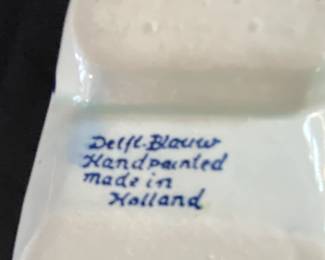 Delft-Blauw
Handpainted
made in
Holland